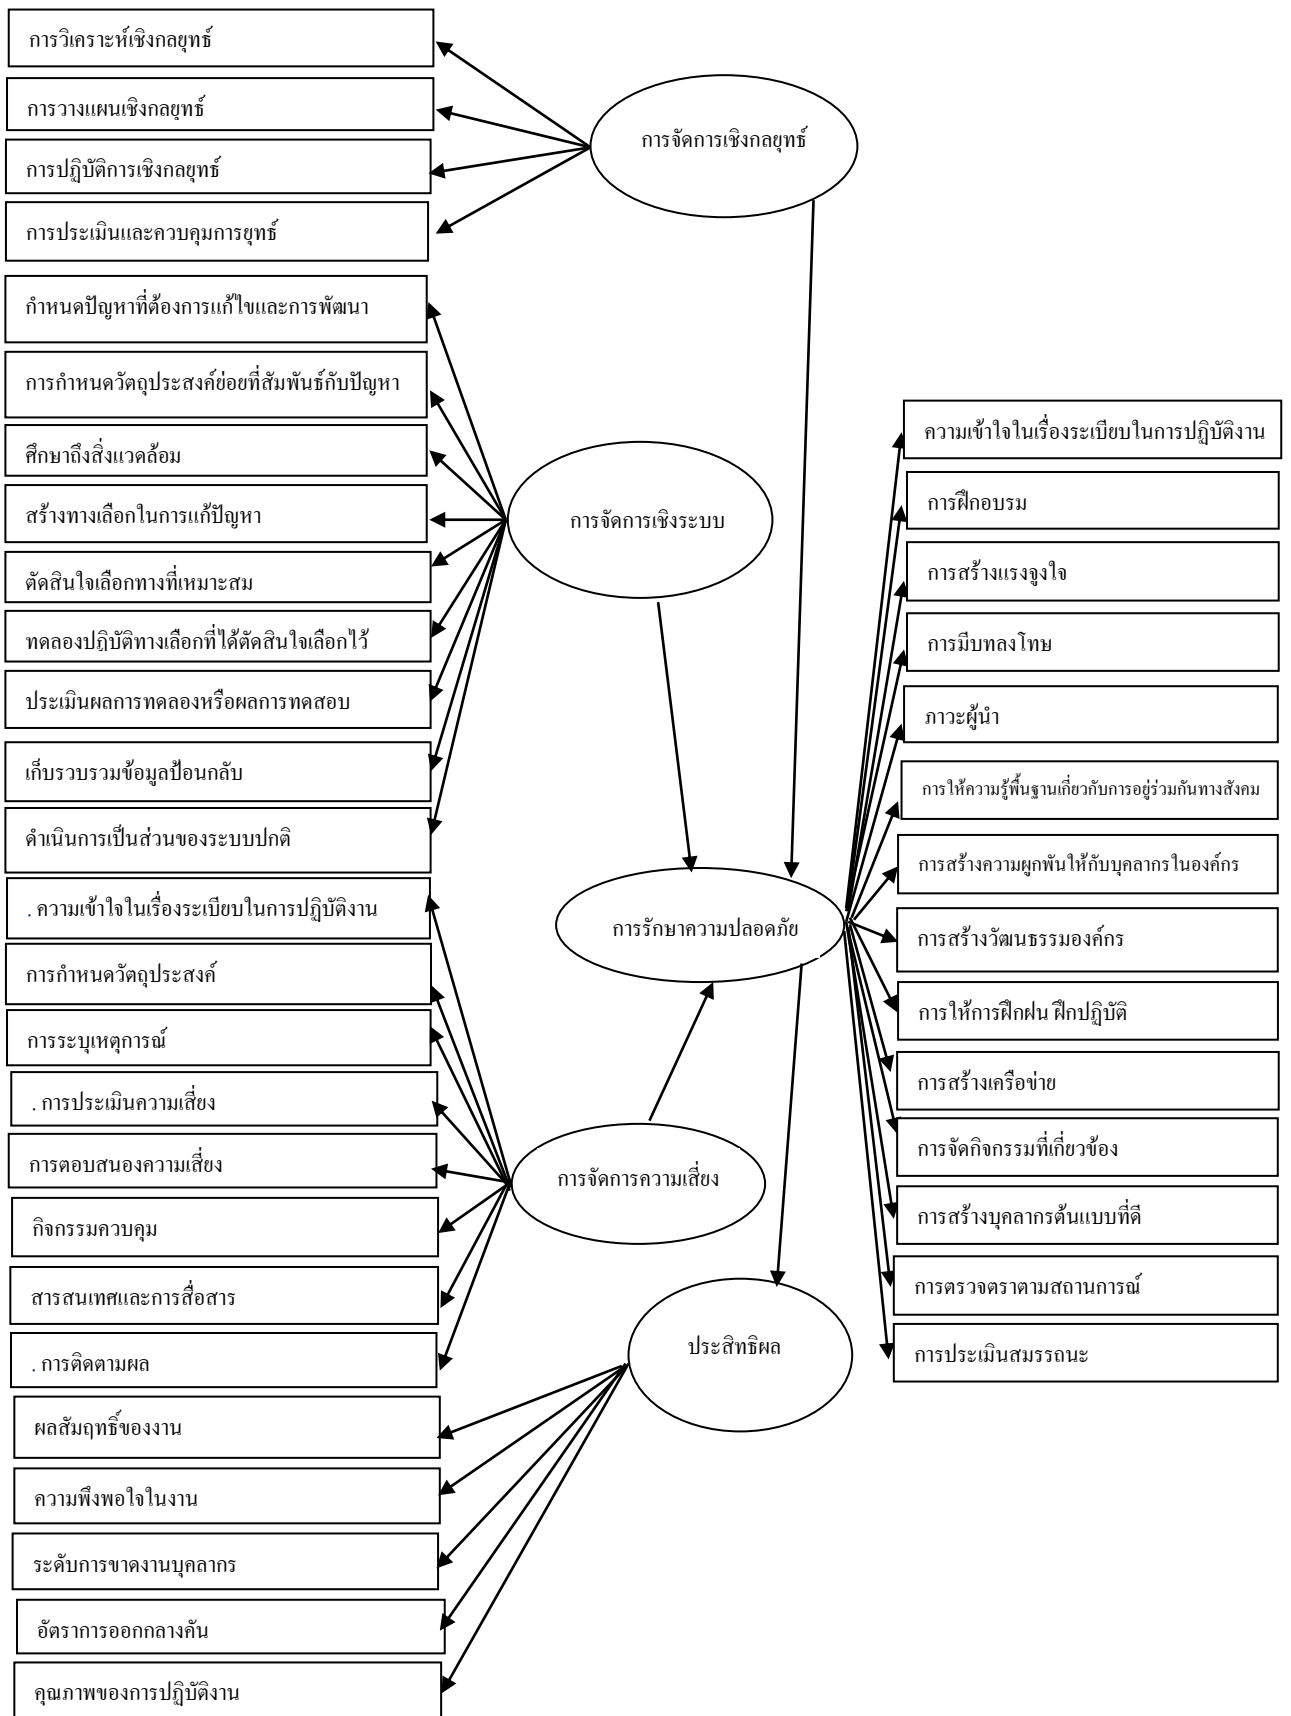 การวิเคราะห์เชิงกลยุทธ์
การวางแผนเชิงกลยุทธ์
การปฏิบัติการเชิงกลยุทธ์
การประเมินและควบคุมการยุทธ์
กำหนดปัญหาที่ต้องการแก้ไขและการพัฒนา
การกำหนดวัตถุประสงค์ย่อยที่สัมพันธ์กับปัญหา
ศึกษาถึงสิ่งแวดล้อม
สร้างทางเลือกในการแก้ปัญหา
ตัดสินใจเลือกทางที่เหมาะสม
ทดลองปฏิบัติทางเลือกที่ได้ตัดสินใจเลือกไว้
ประเมินผลการทดลองหรือผลการทดสอบ
เก็บรวบรวมข้อมูลป้อนกลับ
ดำเนินการเป็นส่วนของระบบปกติ
. ความเข้าใจในเรื่องระเบียบในการปฏิบัติงาน
การกำหนดวัตถุประสงค์
การระบุเหตุการณ์
. การประเมินความเสี่ยง
การตอบสนองความเสี่ยง
กิจกรรมควบคุม
สารสนเทศและการสื่อสาร
. การติดตามผล
ผลสัมฤทธิ์ของงาน
ความพึงพอใจในงาน
ระดับการขาดงานบุคลากร
อัตราการออกกลางคัน
คุณภาพของการปฏิบัติงาน
การจัดการเชิงกลยุทธ์
การจัดการเชิงระบบ
การรักษาความปลอดภัย
การจัดการความเสี่ยง
ประสิทธิผล
ความเข้าใจในเรื่องระเบียบในการปฏิบัติงาน
การฝึกอบรม
การสร้างแรงจูงใจ
การมีบทลงโทษ
ภาวะผู้นำ
การให้ความรู้พื้นฐานเกี่ยวกับการอยู่ร่วมกันทางสังคม
การสร้างความผูกพันให้กับบุคลากรในองค์กร
การสร้างวัฒนธรรมองค์กร
การให้การฝึกฝน ฝึกปฏิบัติ
การสร้างเครือข่าย
การจัดกิจกรรมที่เกี่ยวข้อง
การสร้างบุคลากรต้นแบบที่ดี
การตรวจตราตามสถานการณ์
การประเมินสมรรถนะ